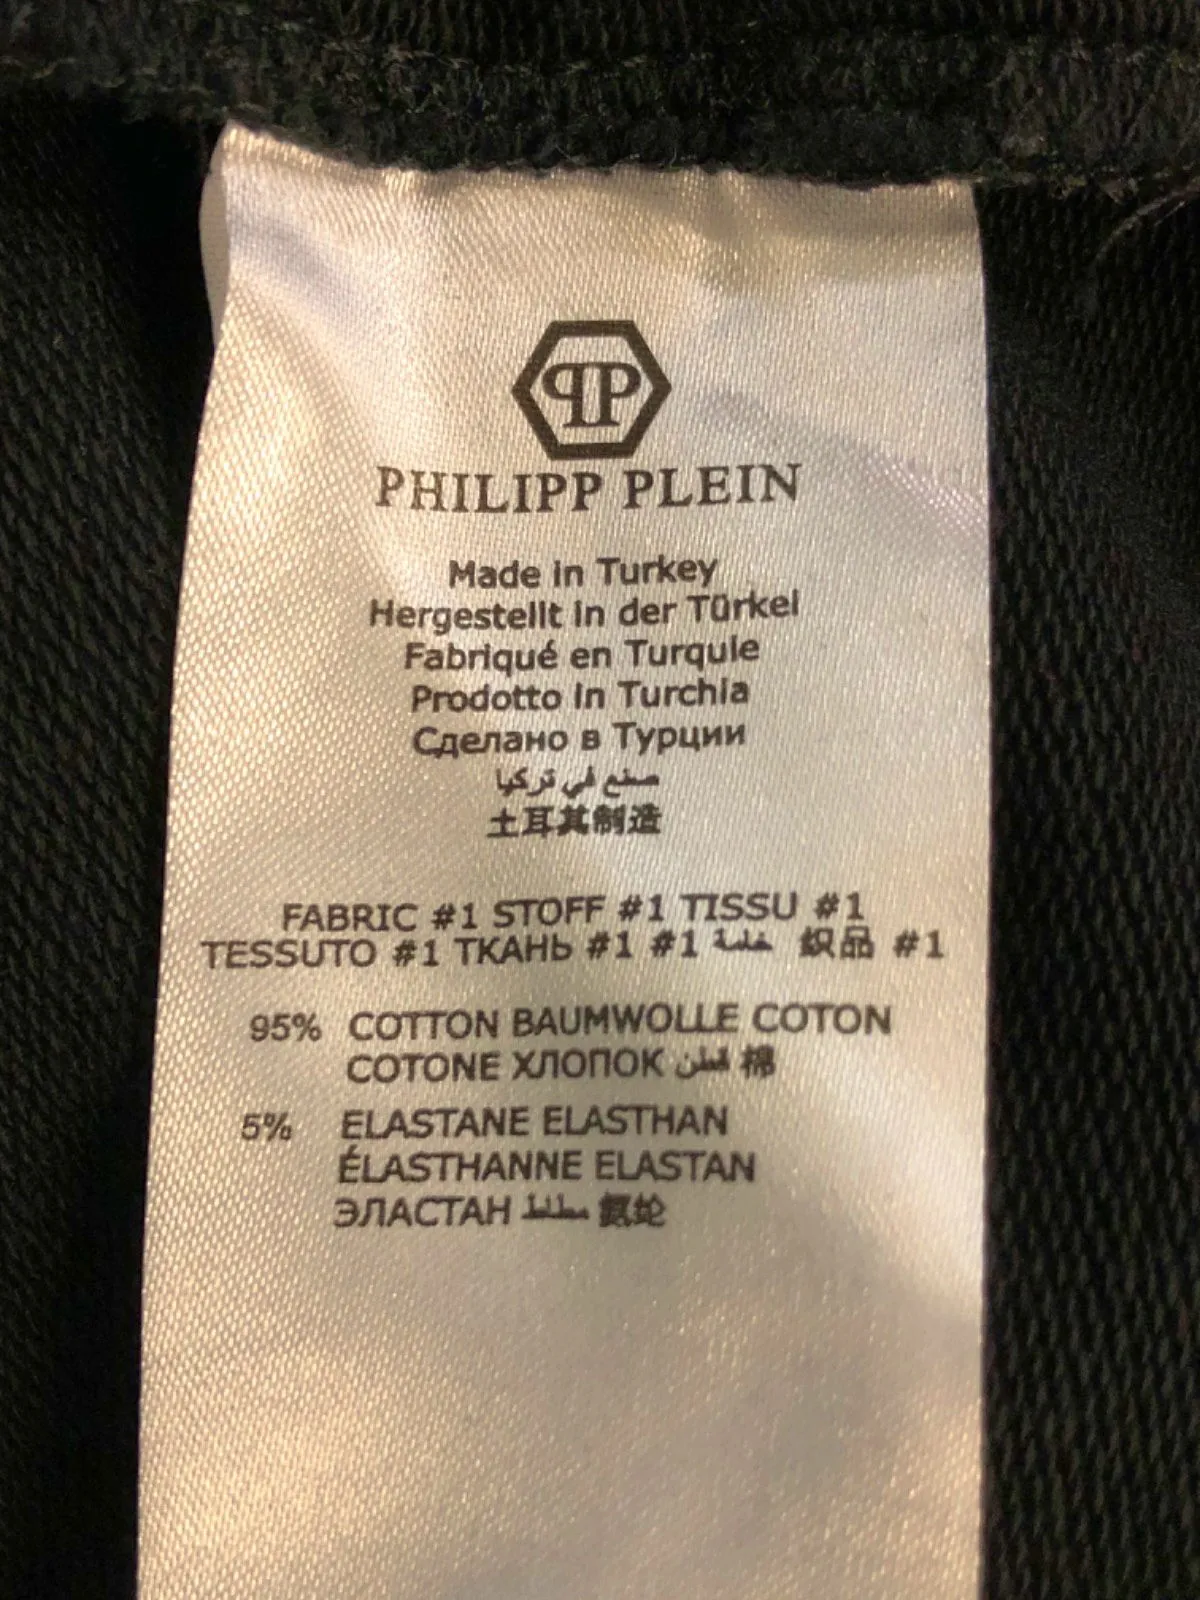 PHILIPP PLEIN
Made in Turkey
Hergestellt in der Türkei
Fabriqué en Turquie
Prodotto in Turchia
Сделано в Турции
صنع في تركيا
土耳其制造
FABRIC #1 STOFF #1 TISSU #1
TESSUTO #1 ТКАНЬ #1 #1 خامة 织品 #1
95% COTTON BAUMWOLLE COTON
COTONE ХЛОПОК قطن 棉
5% ELASTANE ELASTHAN
ÉLASTHANNE ELASTAN
ЭЛАСТАН مطاط 氨纶